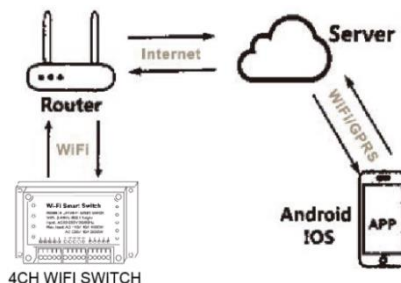 Internet
Server
Router
WiFi
WIFI/GPRS
Wi-Fi Smart Switch
Android
IOS
APP
4CH WIFI SWITCH